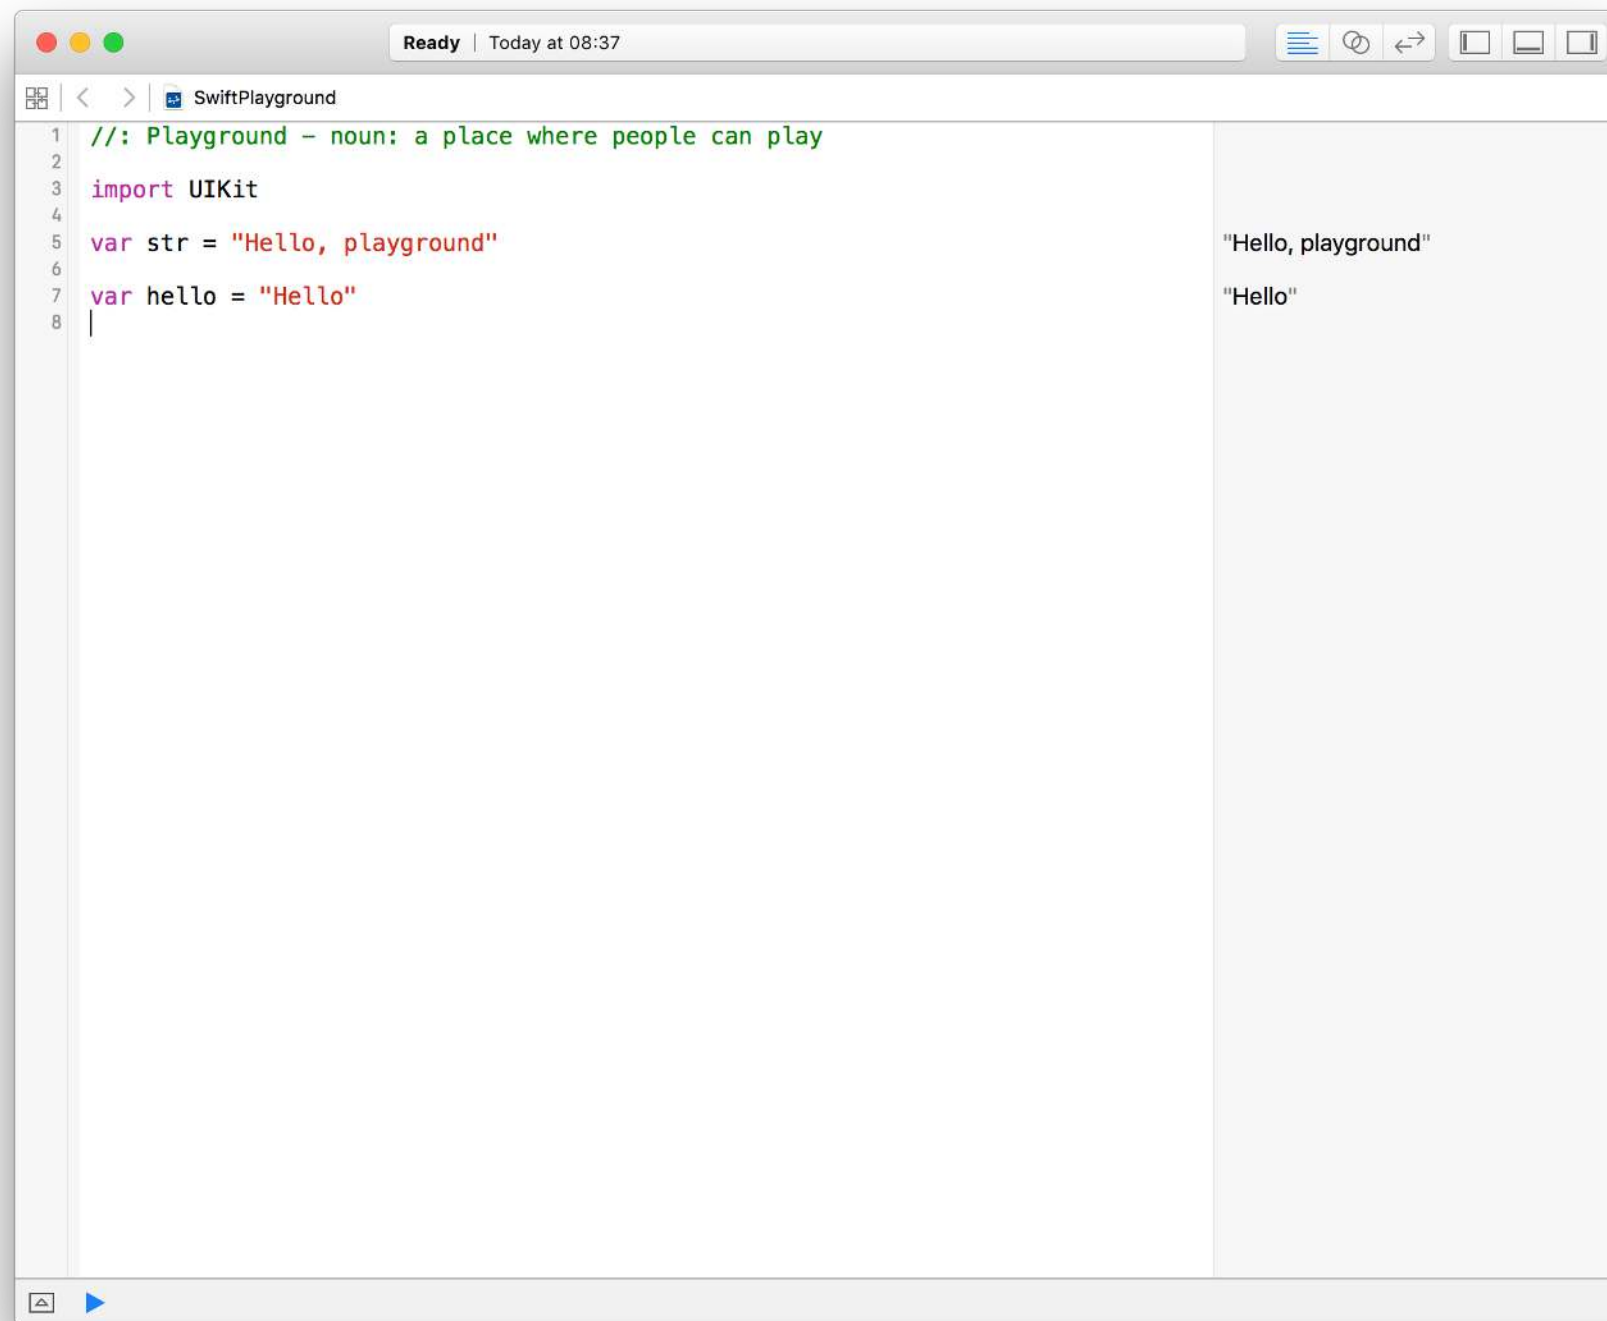 Ready | Today at 08:37
SwiftPlayground
1 //: Playground – noun: a place where people can play
2
3 import UIKit
4
5 var str = "Hello, playground" "Hello, playground"
6
7 var hello = "Hello" "Hello"
8